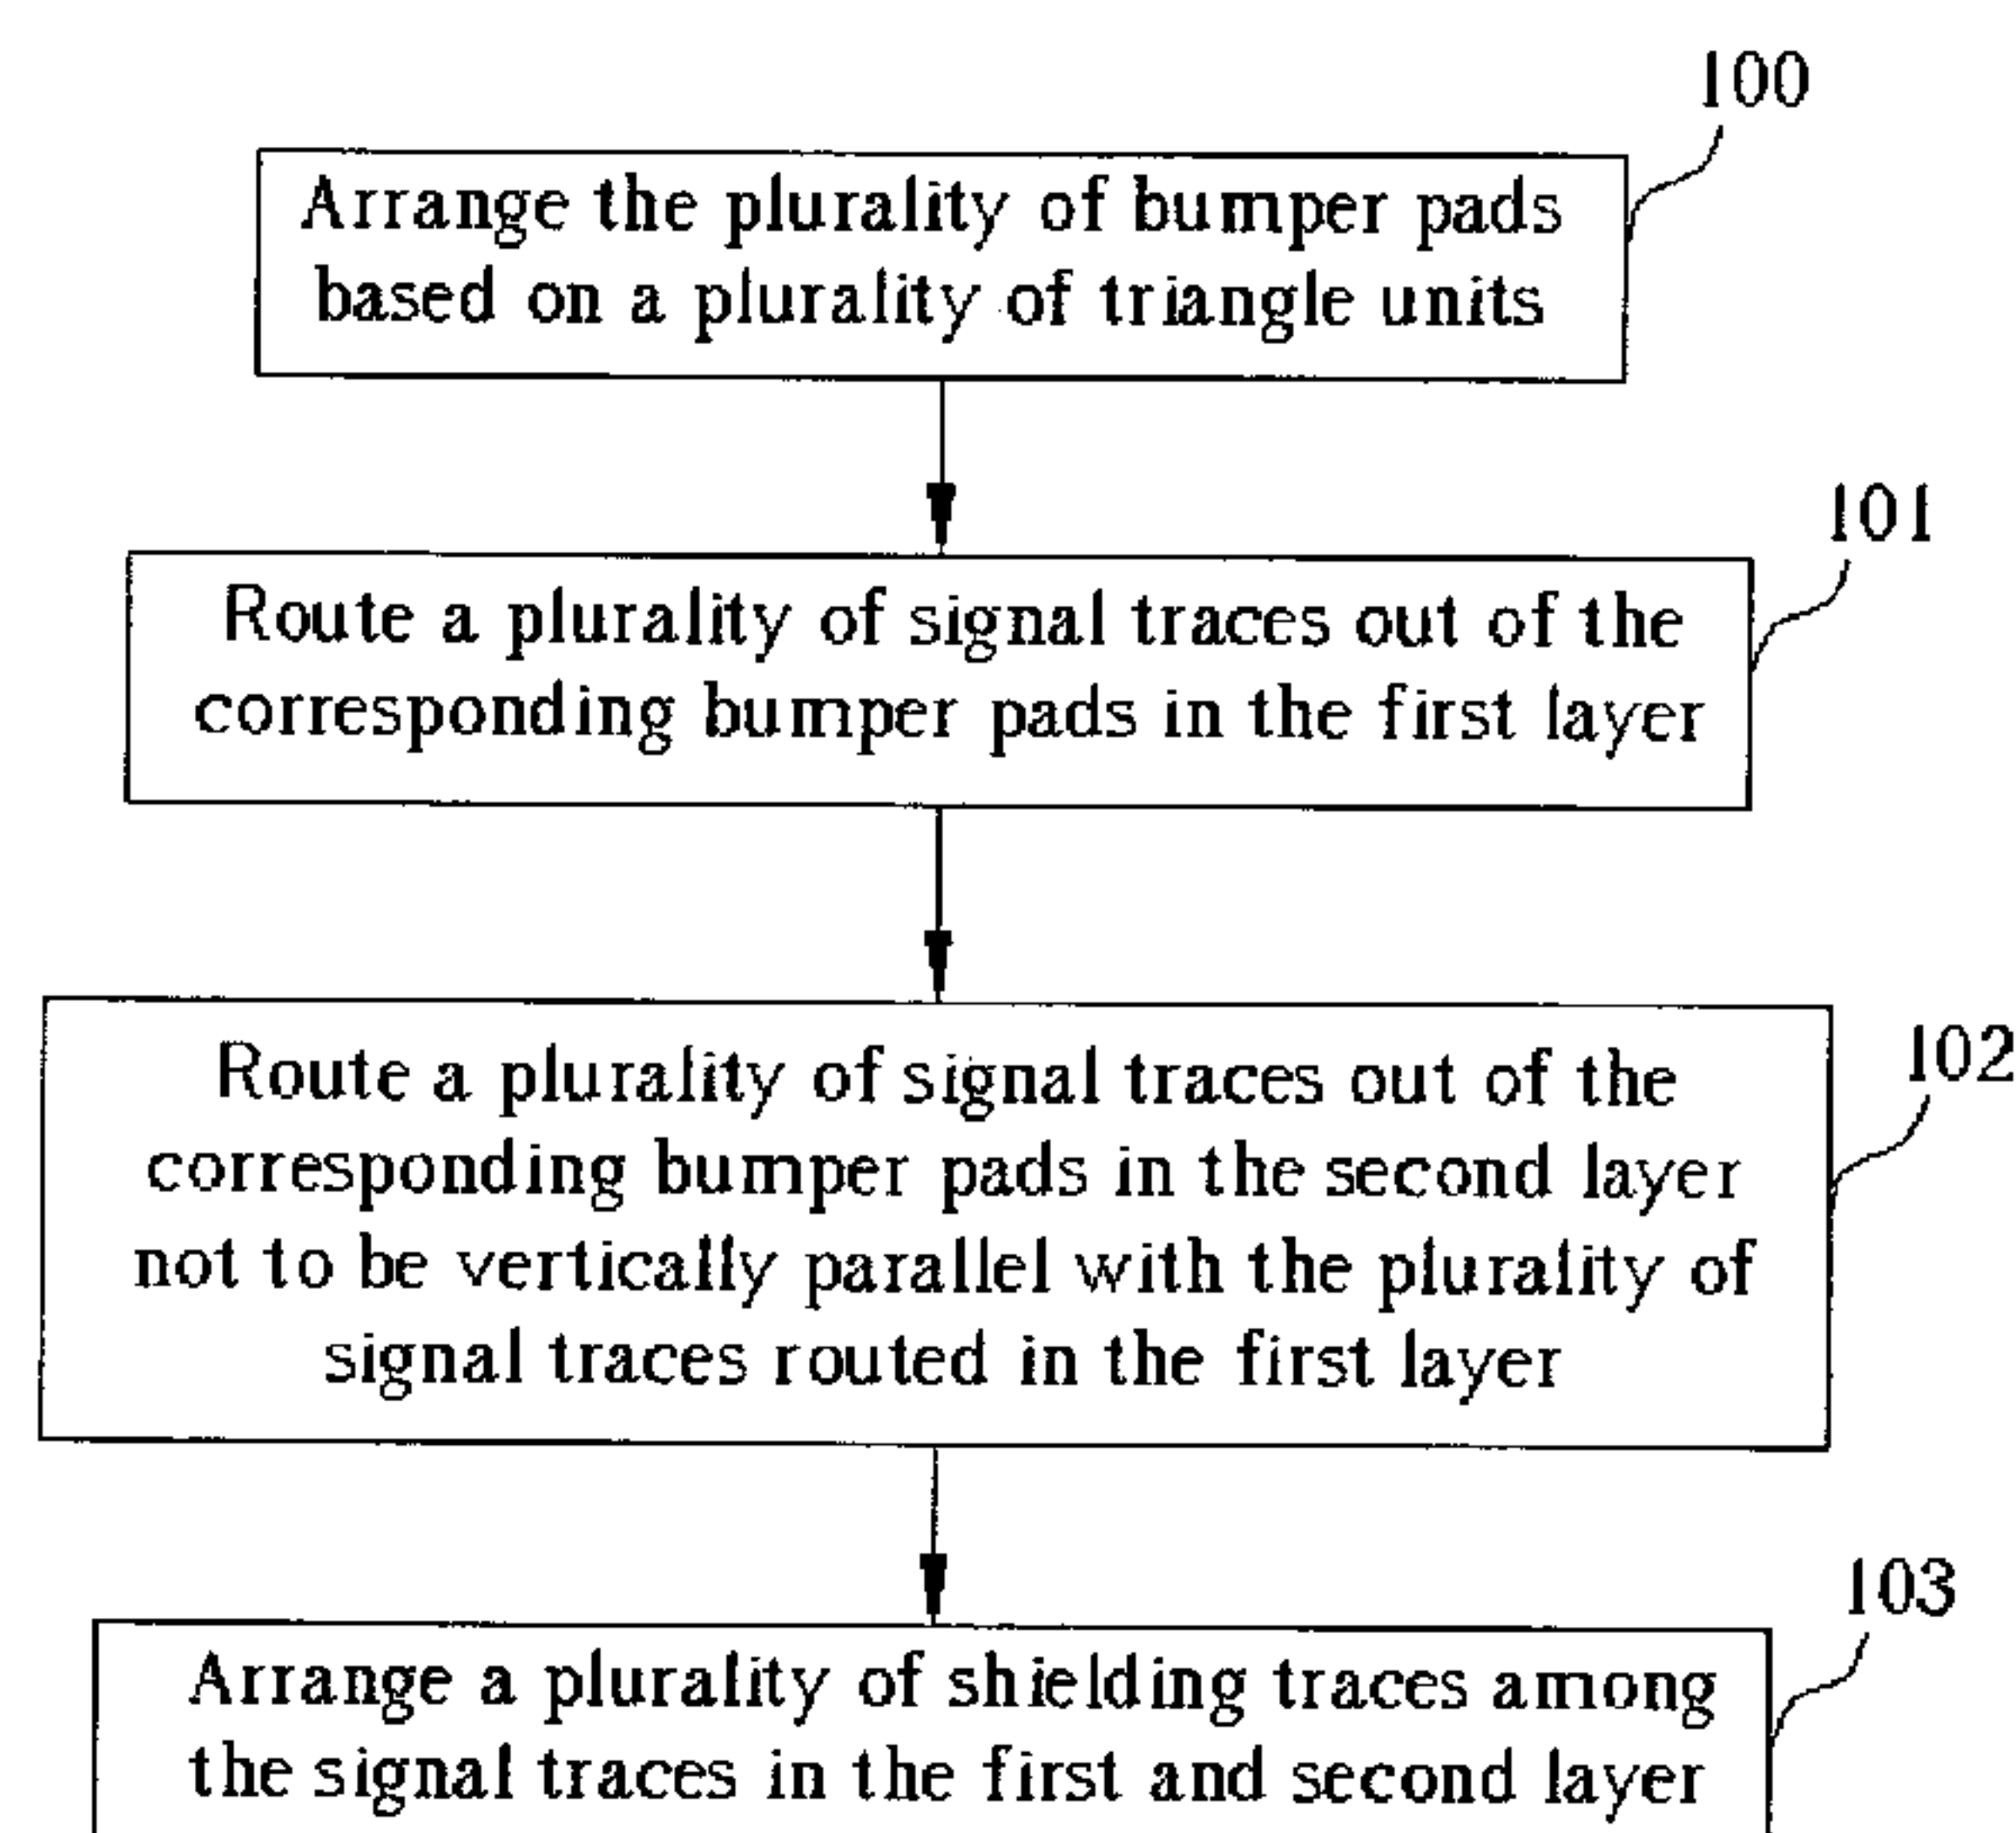 100
Arrange the plurality of bumper pads
based on a plurality of triangle units
101
Route a plurality of signal traces out of the
corresponding bumper pads in the first layer
102
Route a plurality of signal traces out of the
corresponding bumper pads in the second layer
not to be vertically parallel with the plurality of
signal traces routed in the first layer
103
Arrange a plurality of shielding traces among
the signal traces in the first and second layer